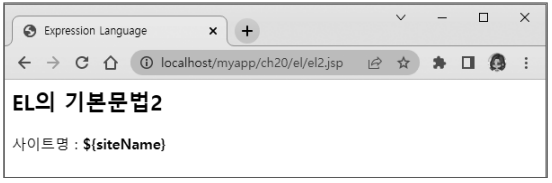 Expression Language
localhost/myapp/ch20/el/el2.jsp
EL의 기본문법2
사이트명 : ${siteName}